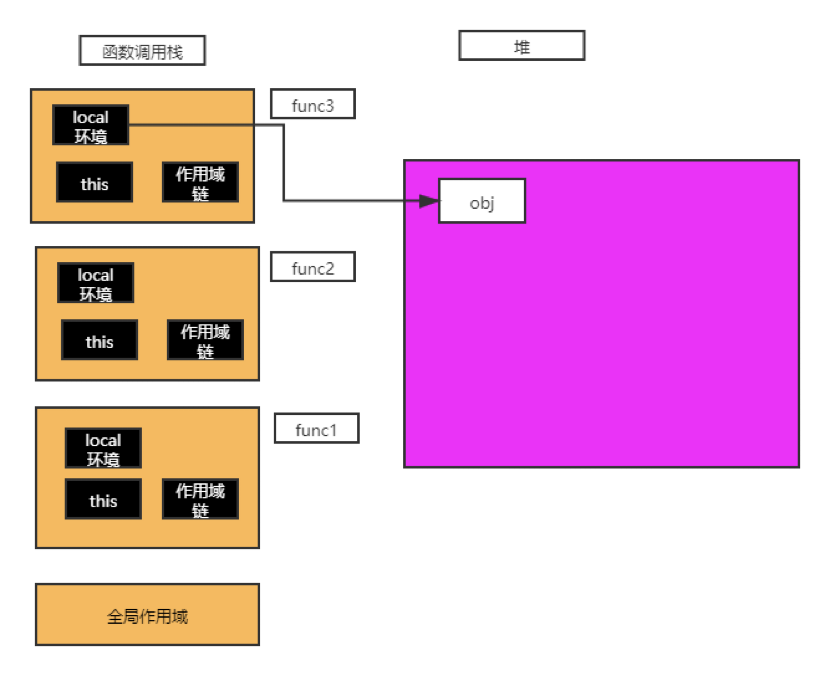 函数调用栈
堆
func3
local
环境
this
作用域
链
obj
func2
local
环境
this
作用域
链
func1
local
环境
this
作用域
链
全局作用域